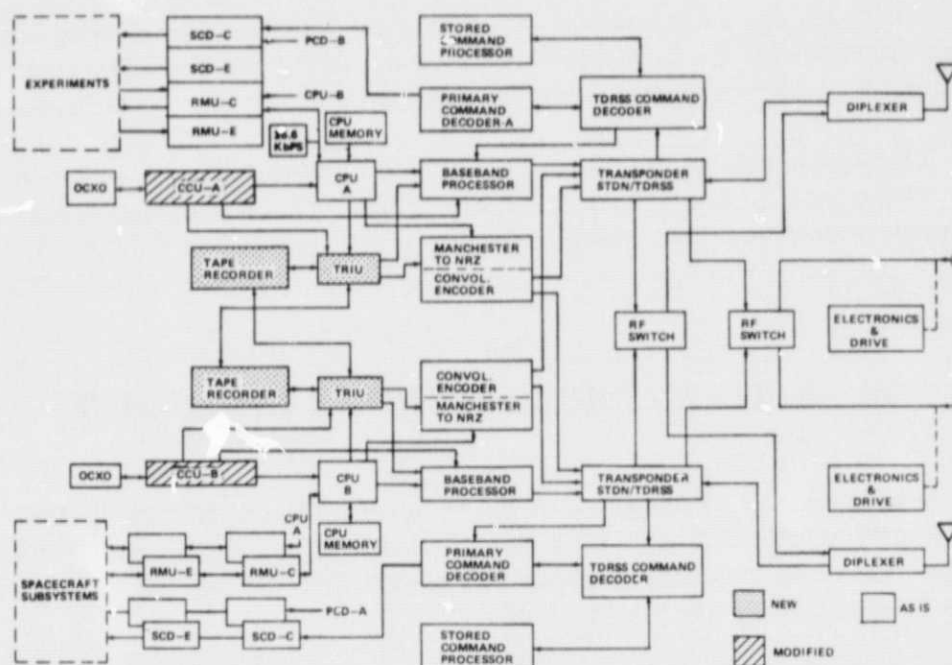 EXPERIMENTS
SCD-C
SCD-E
RMU-C
RMU-E
PCD-B
CPU-B
KbPS
CPU
MEMORY
STORED
COMMAND
PROCESSOR
PRIMARY
COMMAND
DECODER-A
TDRSS COMMAND
DECODER
DIPLEXER
OCXO
CCU-A
CPU
A
BASEBAND
PROCESSOR
TRANSPONDER
STDN/TDRSS
TAPE
RECORDER
TRIU
MANCHESTER
TO NRZ
CONVOL.
ENCODER
RF
SWITCH
RF
SWITCH
ELECTRONICS
&
DRIVE
TAPE
RECORDER
TRIU
CONVOL.
ENCODER
MANCHESTER
TO NRZ
OCXO
CCU-B
CPU
B
BASEBAND
PROCESSOR
TRANSPONDER
STDN/TDRSS
ELECTRONICS
&
DRIVE
SPACECRAFT
SUBSYSTEMS
CPU
A
RMU-E
RMU-C
CPU
MEMORY
PRIMARY
COMMAND
DECODER
TDRSS COMMAND
DECODER
DIPLEXER
PCD-A
SCD-E
SCD-C
STORED
COMMAND
PROCESSOR
NEW
AS IS
MODIFIED